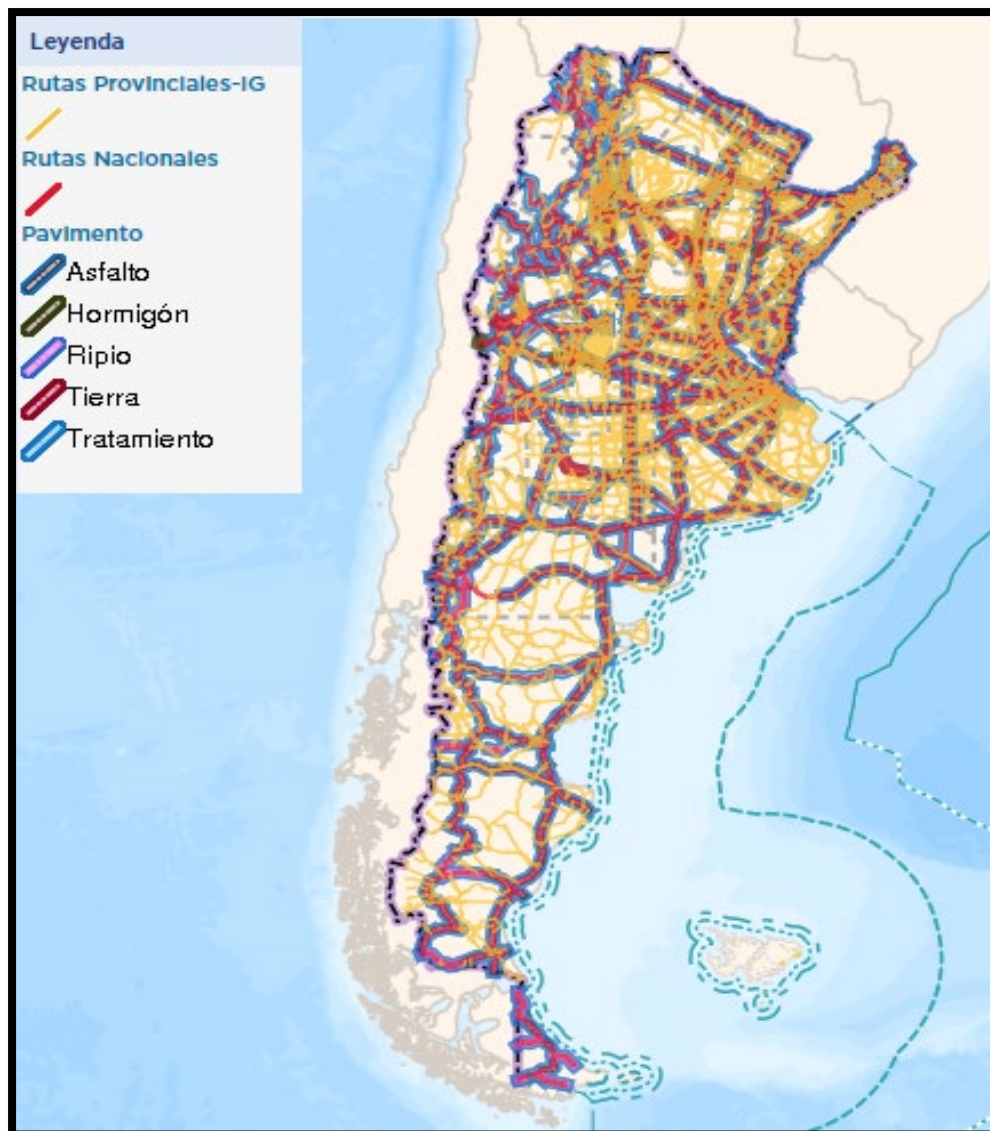 Leyenda
Rutas Provinciales-IG
Rutas Nacionales
Pavimento
Asfalto
Hormigón
Ripio
Tierra
Tratamiento